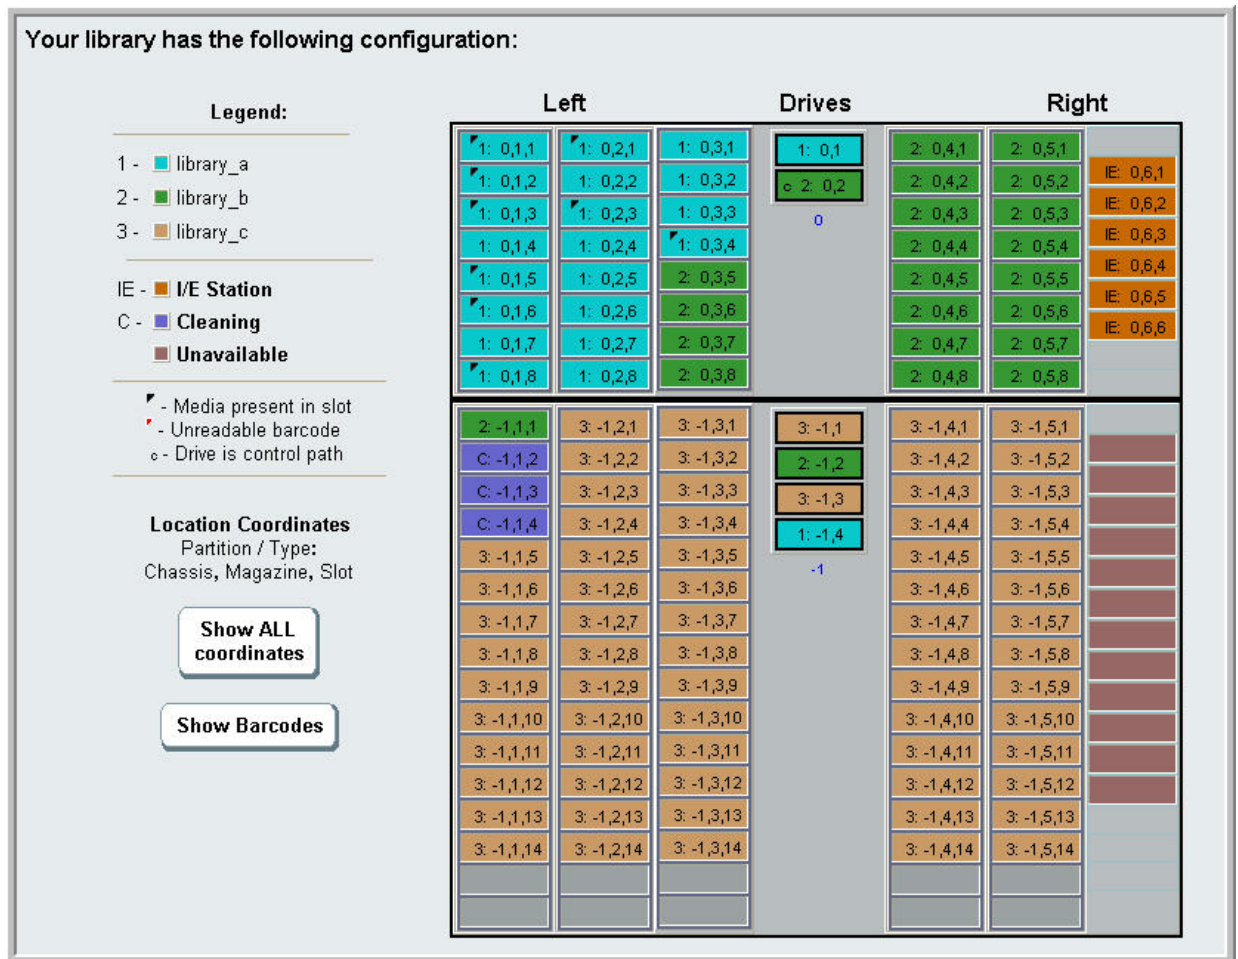 Your library has the following configuration:
Legend:
1 - library_a
2 - library_b
3 - library_c
IE - I/E Station
C - Cleaning
Unavailable
- Media present in slot
- Unreadable barcode
c - Drive is control path
Location Coordinates
Partition / Type:
Chassis, Magazine, Slot
Show ALL
coordinates
Show Barcodes
Left Drives Right
1: 0,1,1 1: 0,2,1 1: 0,3,1 1: 0,1 2: 0,4,1 2: 0,5,1
1: 0,1,2 1: 0,2,2 1: 0,3,2 c 2: 0,2 2: 0,4,2 2: 0,5,2 IE: 0,6,1
1: 0,1,3 1: 0,2,3 1: 0,3,3 0 2: 0,4,3 2: 0,5,3 IE: 0,6,2
1: 0,1,4 1: 0,2,4 1: 0,3,4 2: 0,4,4 2: 0,5,4 IE: 0,6,3
1: 0,1,5 1: 0,2,5 2: 0,3,5 2: 0,4,5 2: 0,5,5 IE: 0,6,4
1: 0,1,6 1: 0,2,6 2: 0,3,6 2: 0,4,6 2: 0,5,6 IE: 0,6,5
1: 0,1,7 1: 0,2,7 2: 0,3,7 2: 0,4,7 2: 0,5,7 IE: 0,6,6
1: 0,1,8 1: 0,2,8 2: 0,3,8 2: 0,4,8 2: 0,5,8
2: -1,1,1 3: -1,2,1 3: -1,3,1 3: -1,1 3: -1,4,1 3: -1,5,1
C: -1,1,2 3: -1,2,2 3: -1,3,2 2: -1,2 3: -1,4,2 3: -1,5,2
C: -1,1,3 3: -1,2,3 3: -1,3,3 3: -1,3 3: -1,4,3 3: -1,5,3
C: -1,1,4 3: -1,2,4 3: -1,3,4 1: -1,4 3: -1,4,4 3: -1,5,4
3: -1,1,5 3: -1,2,5 3: -1,3,5 -1 3: -1,4,5 3: -1,5,5
3: -1,1,6 3: -1,2,6 3: -1,3,6 3: -1,4,6 3: -1,5,6
3: -1,1,7 3: -1,2,7 3: -1,3,7 3: -1,4,7 3: -1,5,7
3: -1,1,8 3: -1,2,8 3: -1,3,8 3: -1,4,8 3: -1,5,8
3: -1,1,9 3: -1,2,9 3: -1,3,9 3: -1,4,9 3: -1,5,9
3: -1,1,10 3: -1,2,10 3: -1,3,10 3: -1,4,10 3: -1,5,10
3: -1,1,11 3: -1,2,11 3: -1,3,11 3: -1,4,11 3: -1,5,11
3: -1,1,12 3: -1,2,12 3: -1,3,12 3: -1,4,12 3: -1,5,12
3: -1,1,13 3: -1,2,13 3: -1,3,13 3: -1,4,13 3: -1,5,13
3: -1,1,14 3: -1,2,14 3: -1,3,14 3: -1,4,14 3: -1,5,14